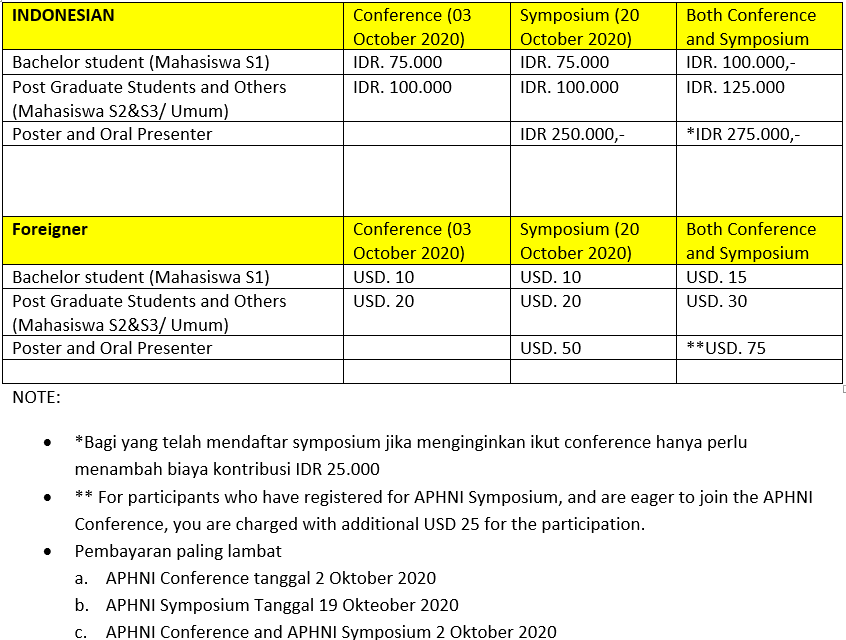 INDONESIAN Conference (03 Symposium (20 Both Conference
October 2020) October 2020) and Symposium
Bachelor student (Mahasiswa S1) IDR. 75.000 IDR. 75.000 IDR. 100.000,-
Post Graduate Students and Others IDR. 100.000 IDR. 100.000 IDR. 125.000
(Mahasiswa S2&S3/ Umum)
Poster and Oral Presenter IDR 250.000,- *IDR 275.000,-
Foreigner Conference (03 Symposium (20 Both Conference
October 2020) October 2020) and Symposium
Bachelor student (Mahasiswa S1) USD. 10 USD. 10 USD. 15
Post Graduate Students and Others USD. 20 USD. 20 USD. 30
(Mahasiswa S2&S3/ Umum)
Poster and Oral Presenter USD. 50 **USD. 75
NOTE:
• *Bagi yang telah mendaftar symposium jika menginginkan ikut conference hanya perlu
menambah biaya kontribusi IDR 25.000
• ** For participants who have registered for APHNI Symposium, and are eager to join the APHNI
Conference, you are charged with additional USD 25 for the participation.
• Pembayaran paling lambat
a. APHNI Conference tanggal 2 Oktober 2020
b. APHNI Symposium Tanggal 19 Okteober 2020
c. APHNI Conference and APHNI Symposium 2 Oktober 2020